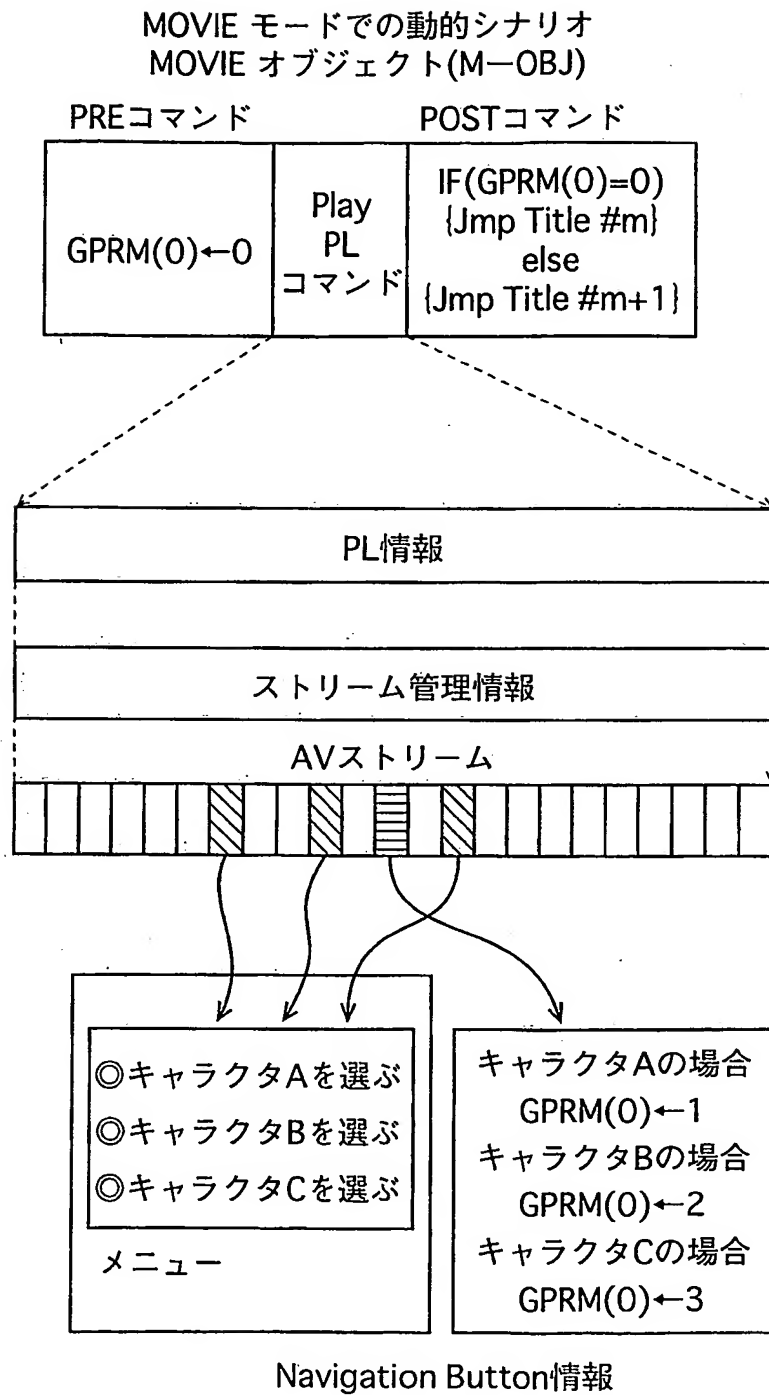 MOVIE モードでの動的シナリオ
MOVIE オブジェクト(M—OBJ)
PREコマンド
POSTコマンド
GPRM(0)←0
Play
PL
コマンド
IF(GPRM(0)=0)
{Jmp Title #m}
else
{Jmp Title #m+1}
PL情報
ストリーム管理情報
AVストリーム
◎キャラクタAを選ぶ
◎キャラクタBを選ぶ
◎キャラクタCを選ぶ
メニュー
キャラクタAの場合
GPRM(0)←1
キャラクタBの場合
GPRM(0)←2
キャラクタCの場合
GPRM(0)←3
Navigation Button情報